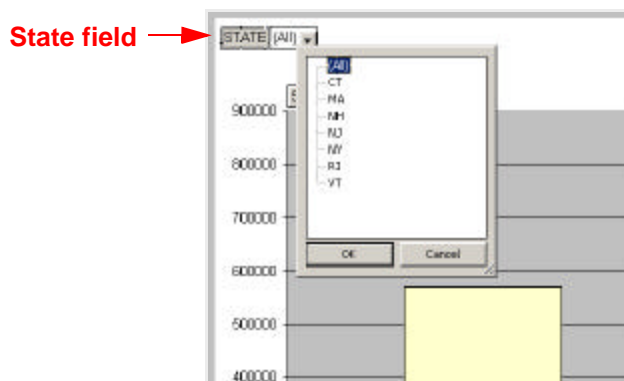 State field
STATE (All)
(All)
CT
MA
NH
NJ
NY
RI
VT
OK Cancel
900000
800000
700000
600000
500000
400000